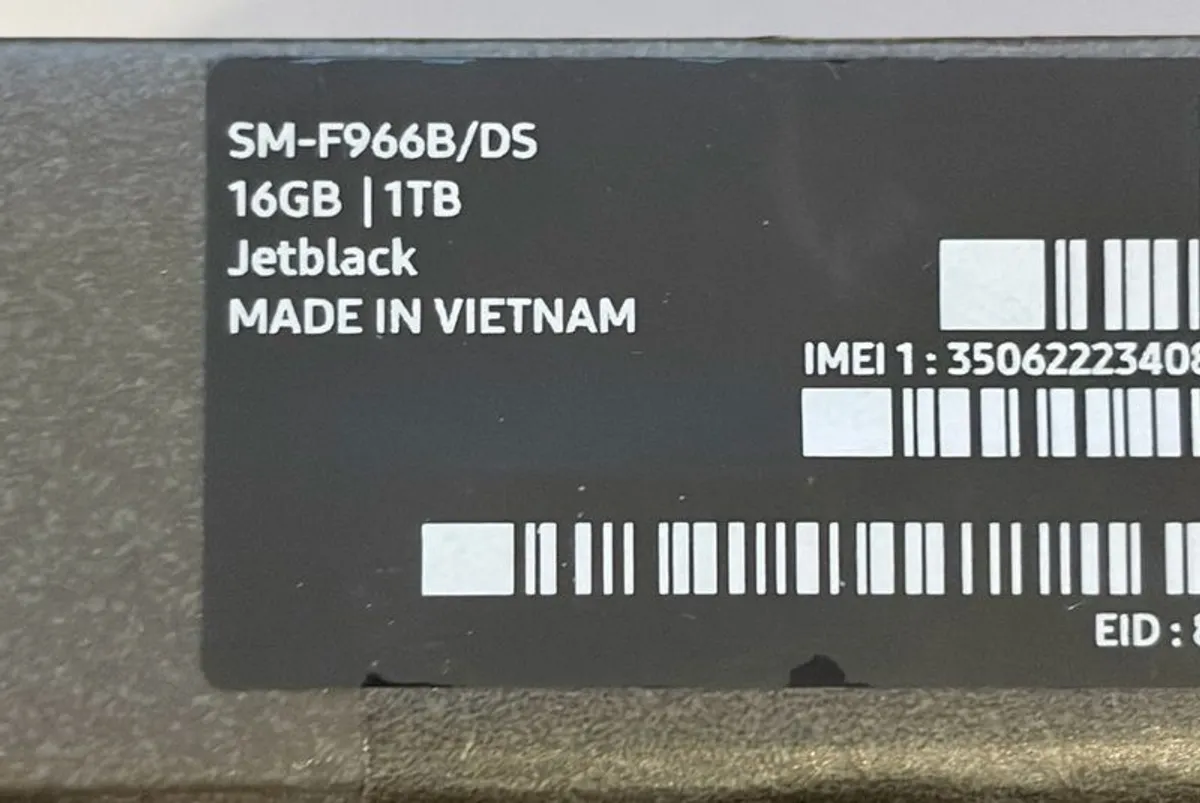 SM-F966B/DS
16GB | 1TB
Jetblack
MADE IN VIETNAM
IMEI 1 : 35062223408
EID : 8